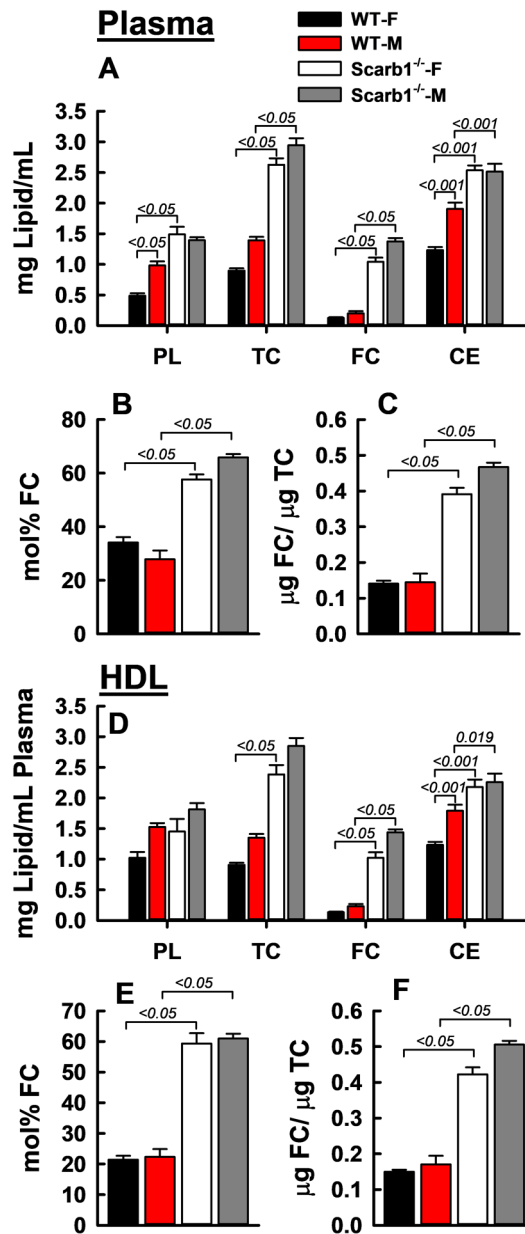 Plasma
WT-F
WT-M
Scarb1-/--F
Scarb1-/--M
A
mg Lipid/mL
3.5
3.0
2.5
2.0
1.5
1.0
0.5
0.0
<0.05
<0.05
<0.05
<0.05
<0.05
<0.05
<0.001
<0.001
<0.001
PL
TC
FC
CE
B
mol% FC
80
60
40
20
0
<0.05
<0.05
C
μg FC/ μg TC
0.6
0.5
0.4
0.3
0.2
0.1
0.0
<0.05
<0.05
HDL
D
mg Lipid/mL Plasma
3.5
3.0
2.5
2.0
1.5
1.0
0.5
0.0
<0.05
<0.05
<0.05
0.019
<0.001
<0.001
PL
TC
FC
CE
E
mol% FC
70
60
50
40
30
20
10
0
<0.05
<0.05
F
μg FC/ μg TC
0.6
0.5
0.4
0.3
0.2
0.1
0.0
<0.05
<0.05